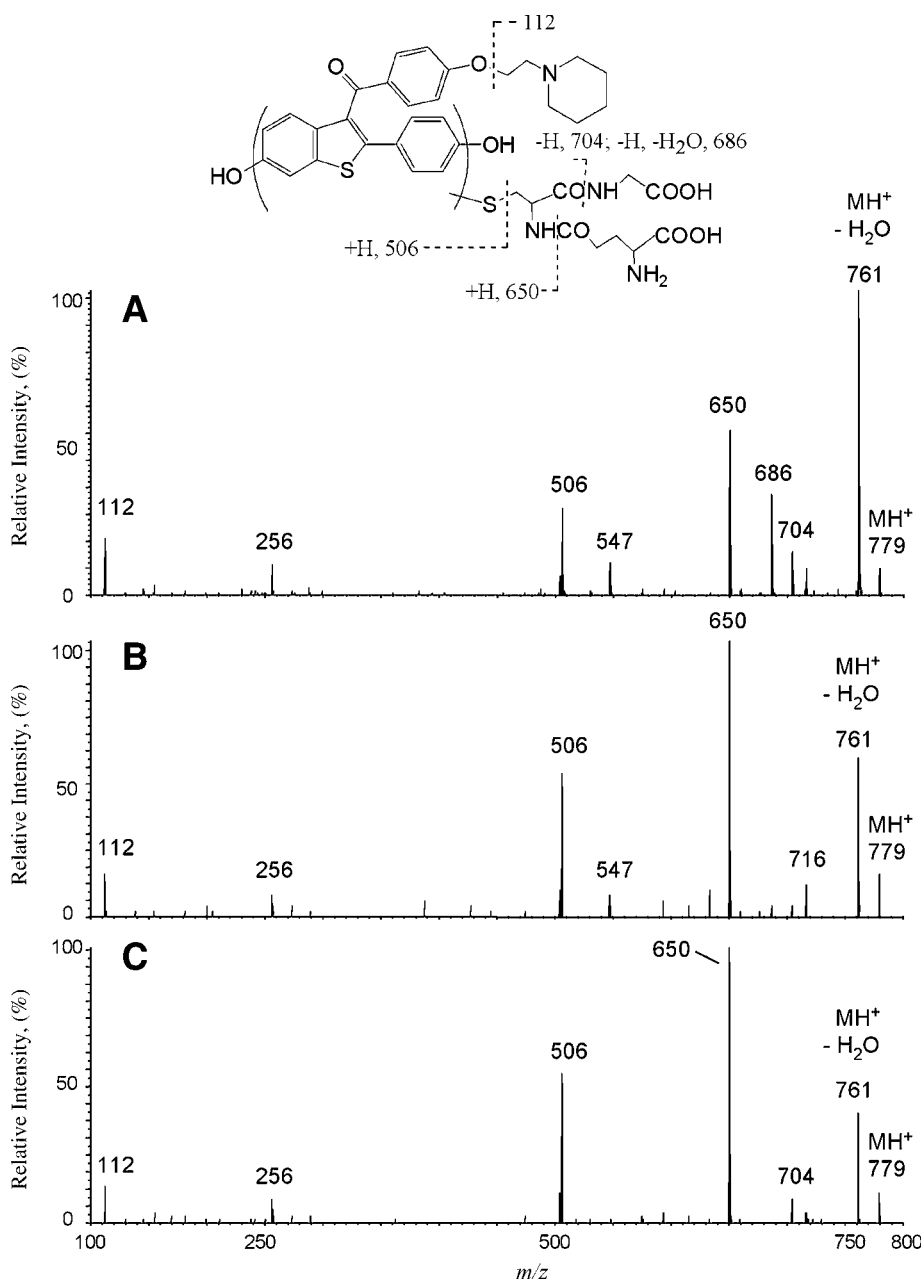 112
O
O
N
OH
-H, 704; -H, -H2O, 686
HO
S
S
CONH
COOH
+H, 506
NHCO
COOH
NH2
+H, 650
A
MH+
- H2O
761
650
506
686
704
MH+
779
112
256
547
100
50
0
Relative Intensity, (%)
B
650
MH+
- H2O
761
506
MH+
779
112
256
547
716
100
50
0
Relative Intensity, (%)
C
650
MH+
- H2O
761
506
704
MH+
779
112
256
100
50
0
Relative Intensity, (%)
100 250 500 750 800
m/z